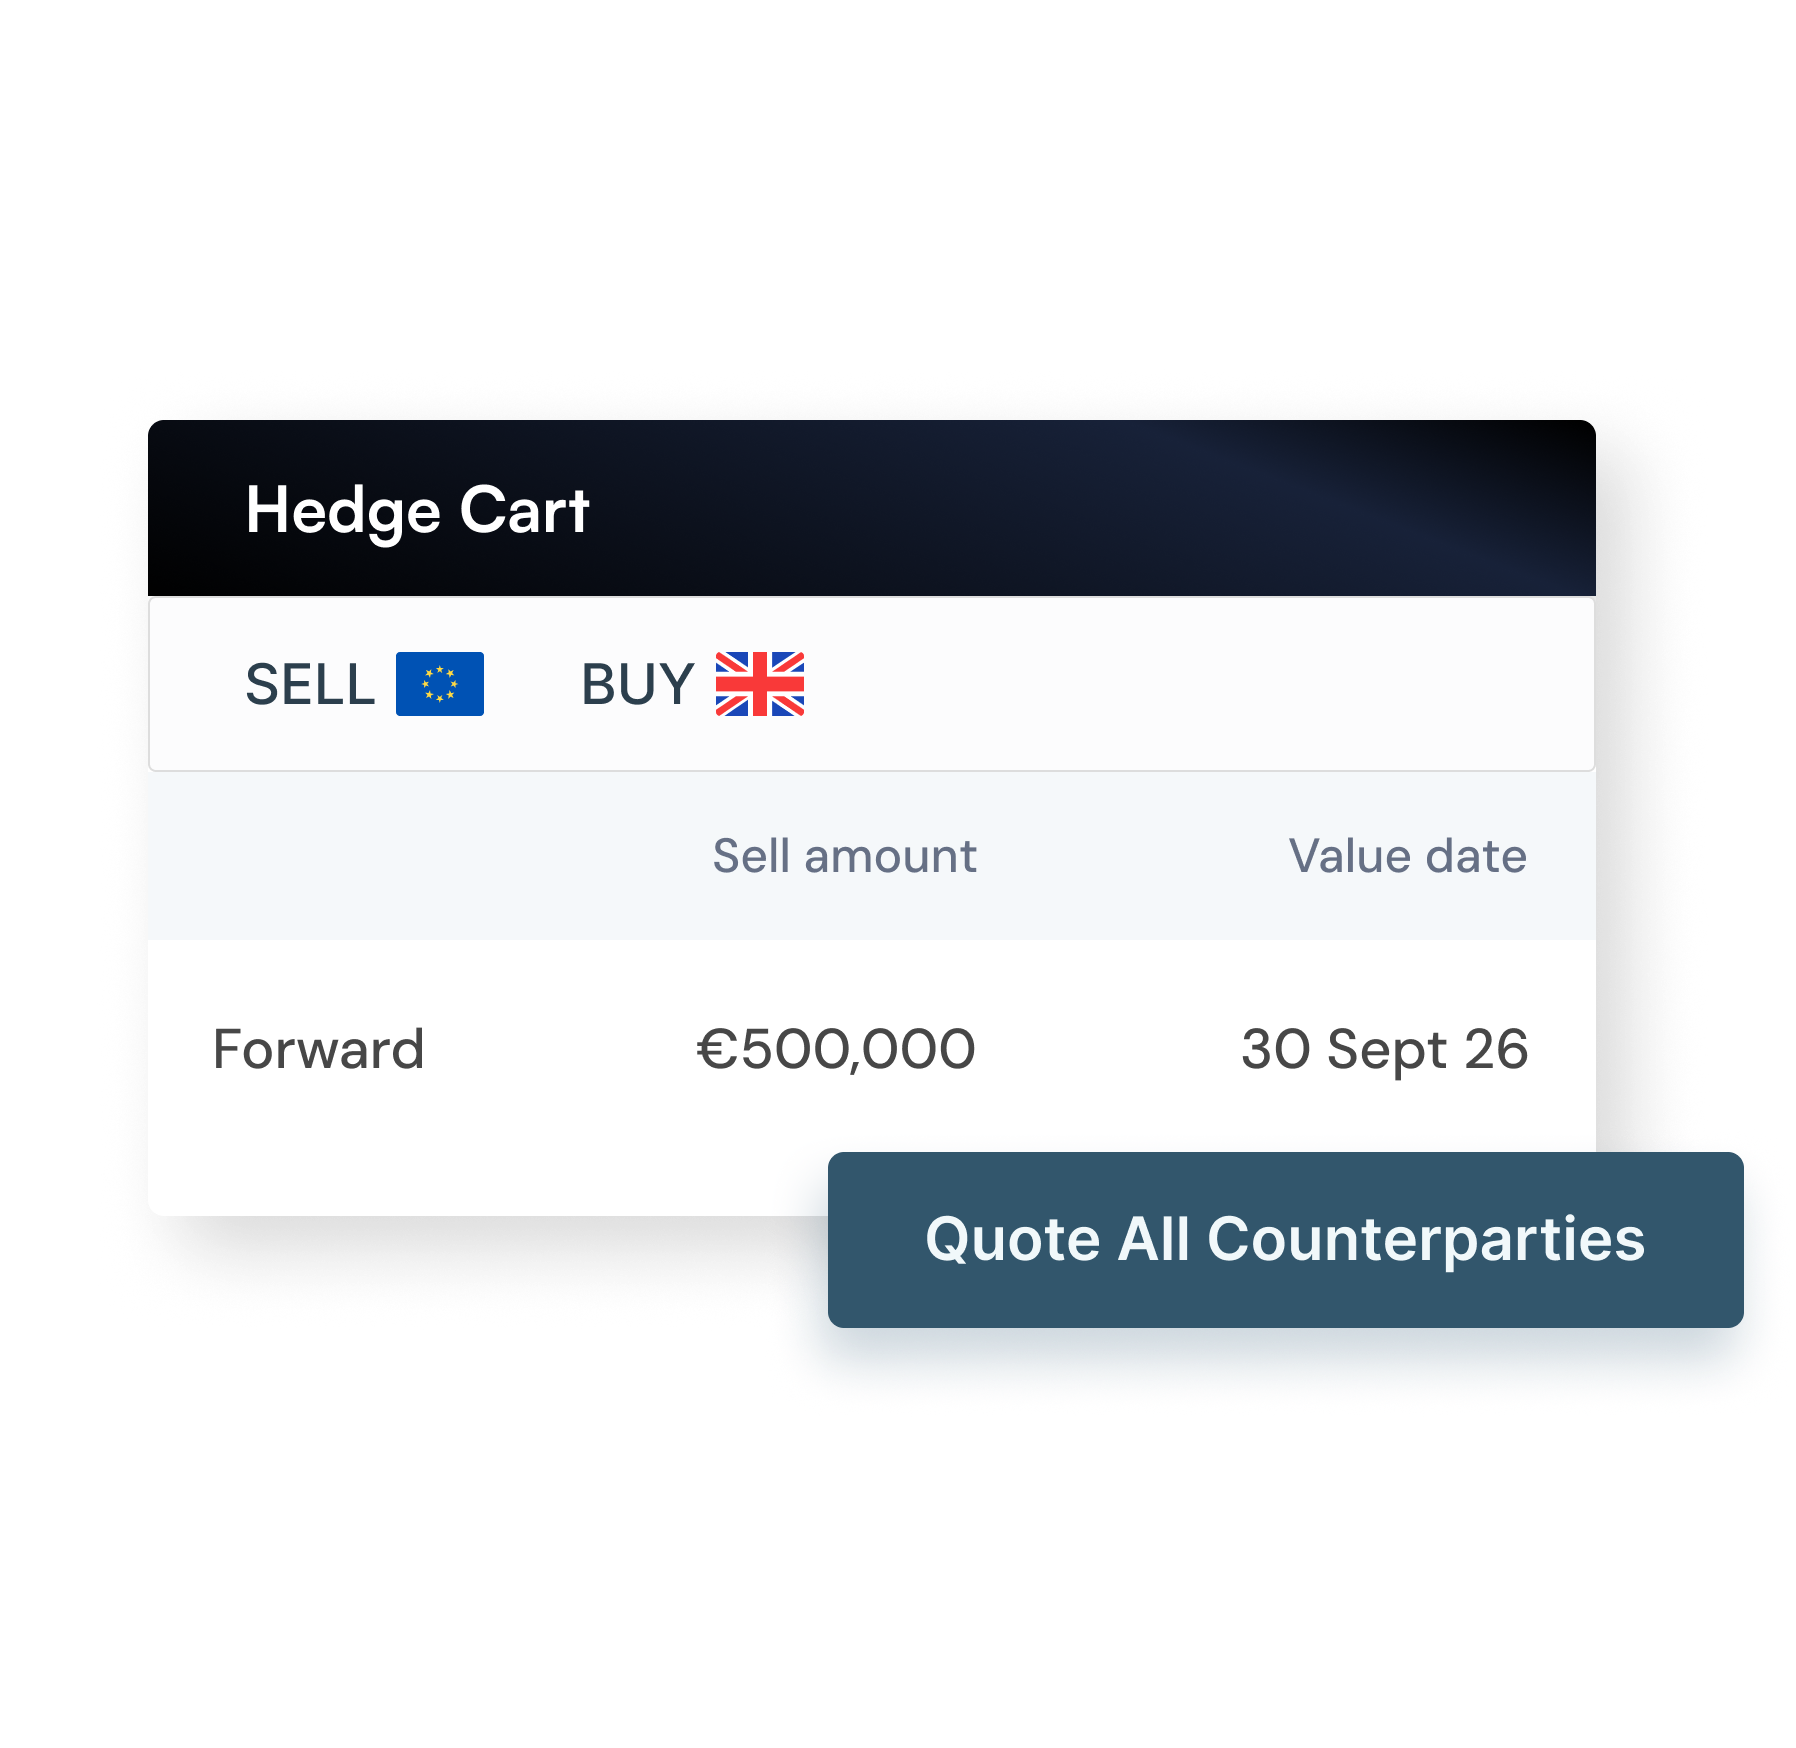 Hedge Cart
SELL BUY
Sell amount Value date
Forward €500,000 30 Sept 26
Quote All Counterparties